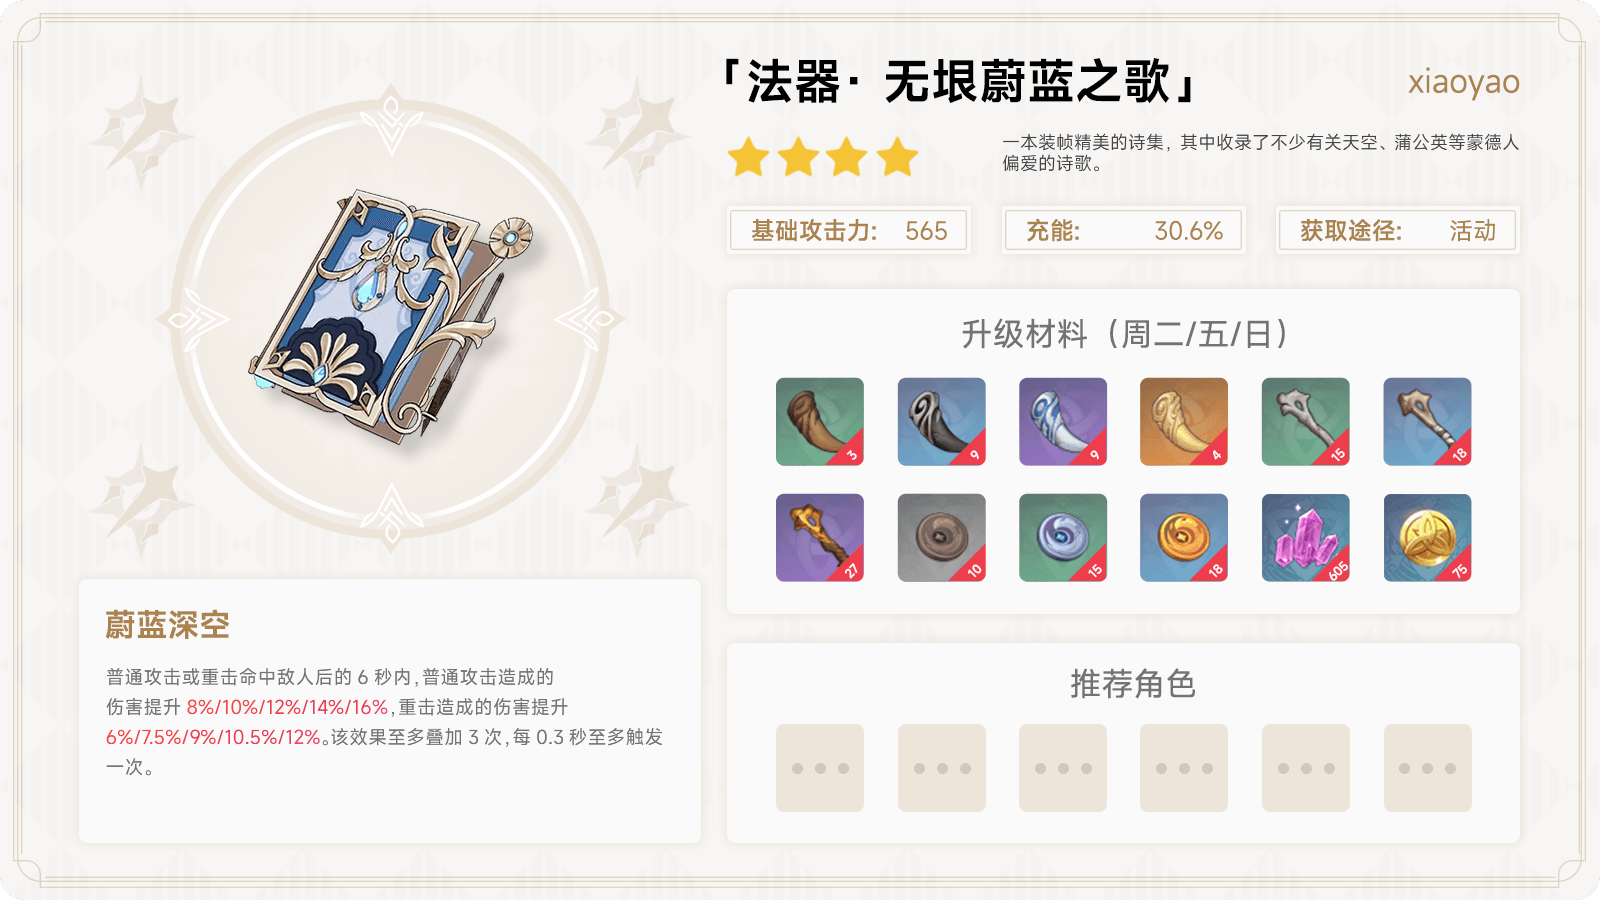 「法器· 无垠蔚蓝之歌」
xiaoyao
一本装帧精美的诗集，其中收录了不少有关天空、蒲公英等蒙德人
偏爱的诗歌。
基础攻击力: 565
充能: 30.6%
获取途径: 活动
升级材料（周二/五/日）
3 9 9 4 15 18
27 10 15 18 605 75
蔚蓝深空
普通攻击或重击命中敌人后的 6 秒内,普通攻击造成的
伤害提升 8%/10%/12%/14%/16%,重击造成的伤害提升
6%/7.5%/9%/10.5%/12%。该效果至多叠加 3 次,每 0.3 秒至多触发
一次。
推荐角色